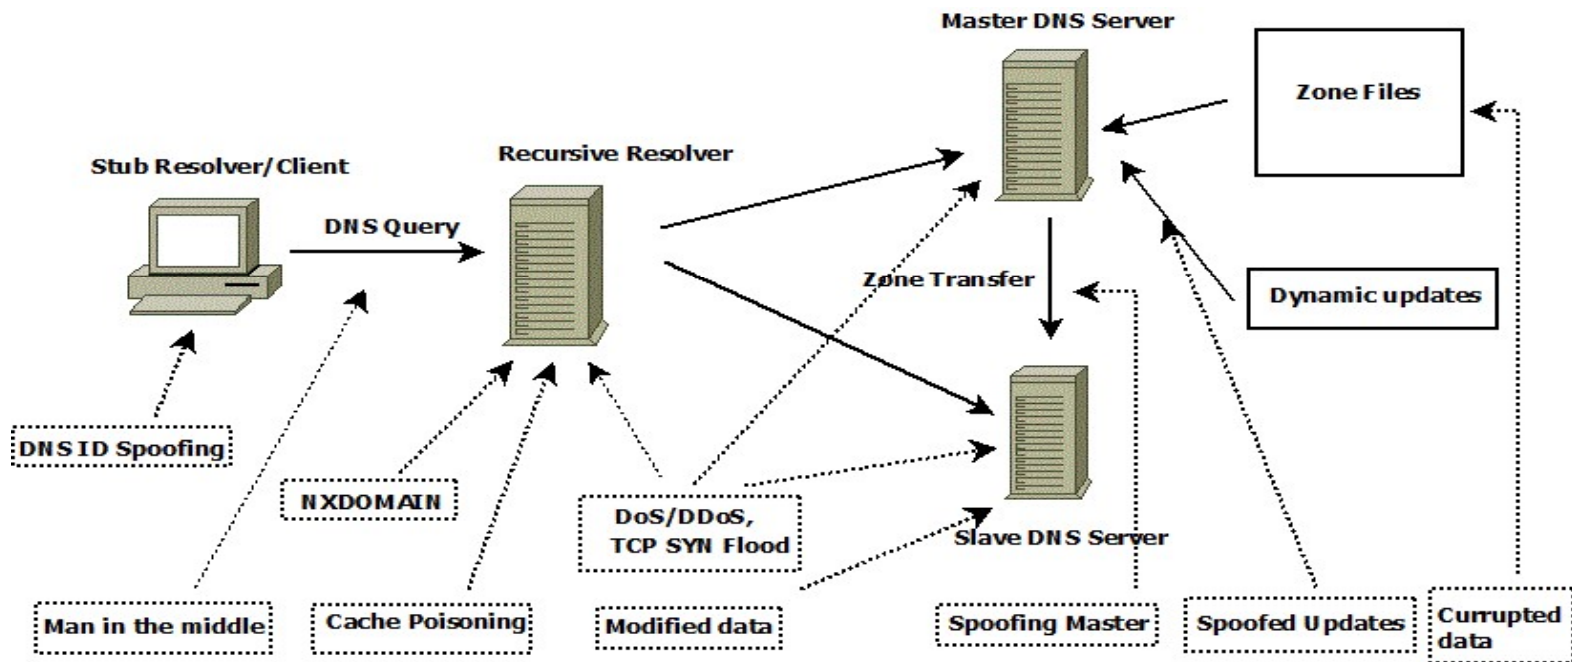 Master DNS Server
Zone Files
Recursive Resolver
Stub Resolver/Client
DNS Query
Zone Transfer
Dynamic updates
DNS ID Spoofing
NXDOMAIN
DoS/DDoS,
TCP SYN Flood
Slave DNS Server
Man in the middle
Cache Poisoning
Modified data
Spoofing Master
Spoofed Updates
Currupted
data